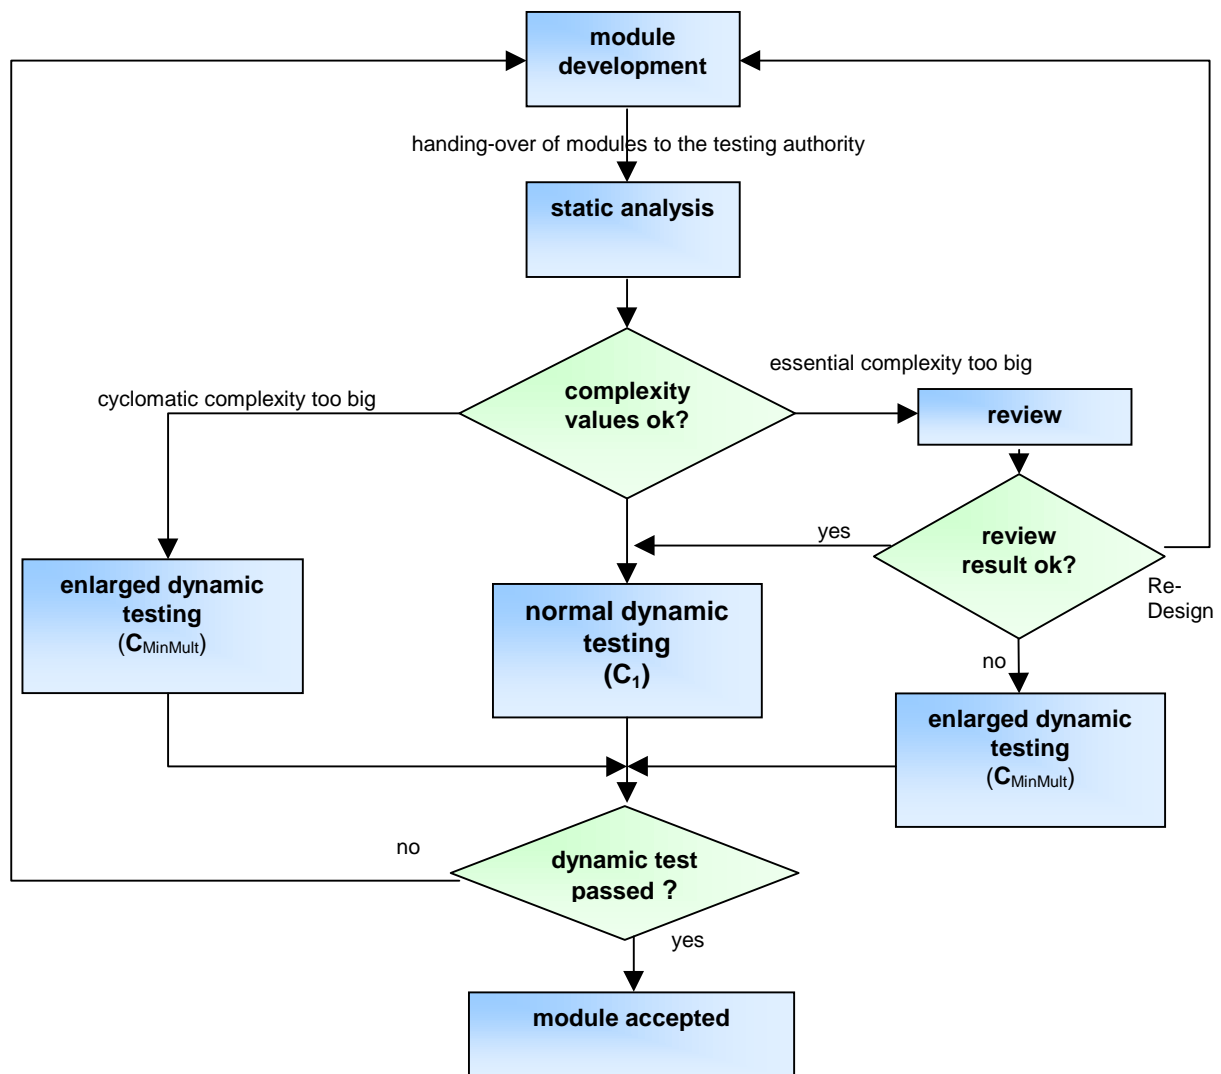 module
development
handing-over of modules to the testing authority
static analysis
essential complexity too big
cyclomatic complexity too big
complexity
values ok?
review
yes
review
result ok?
Re-
Design
enlarged dynamic
testing
(CMinMult)
normal dynamic
testing
(C1)
no
enlarged dynamic
testing
(CMinMult)
no
dynamic test
passed ?
yes
module accepted